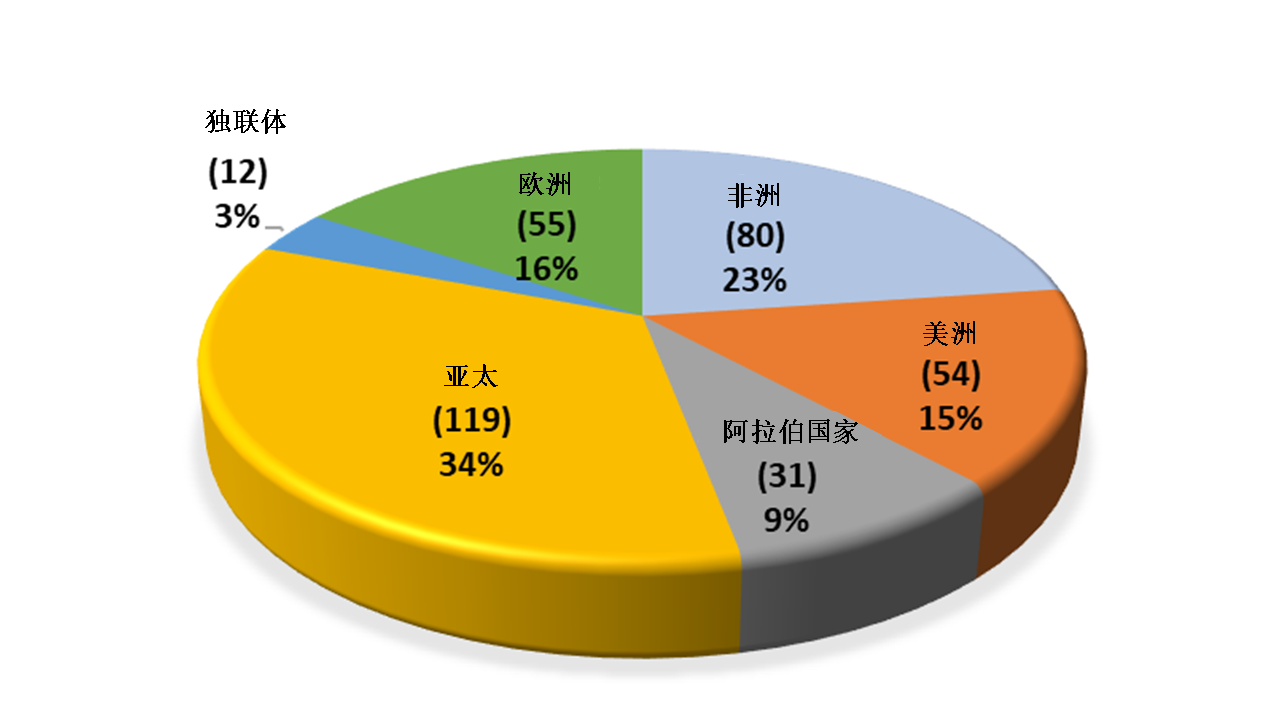 独联体
(12)
3%
欧洲
(55)
16%
非洲
(80)
23%
美洲
(54)
15%
阿拉伯国家
(31)
9%
亚太
(119)
34%